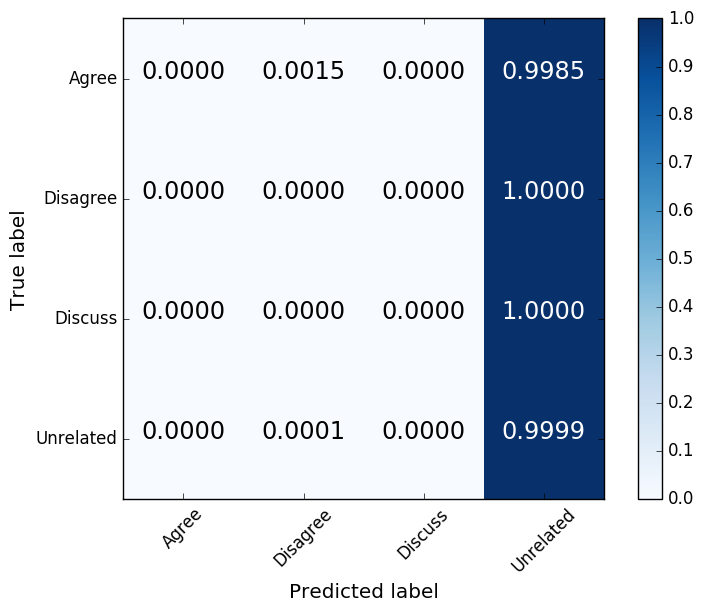 Agree 0.0000 0.0015 0.0000 0.9985
Disagree 0.0000 0.0000 0.0000 1.0000
Discuss 0.0000 0.0000 0.0000 1.0000
Unrelated 0.0000 0.0001 0.0000 0.9999
True label
Agree Disagree Discuss Unrelated
Predicted label
1.0
0.9
0.8
0.7
0.6
0.5
0.4
0.3
0.2
0.1
0.0